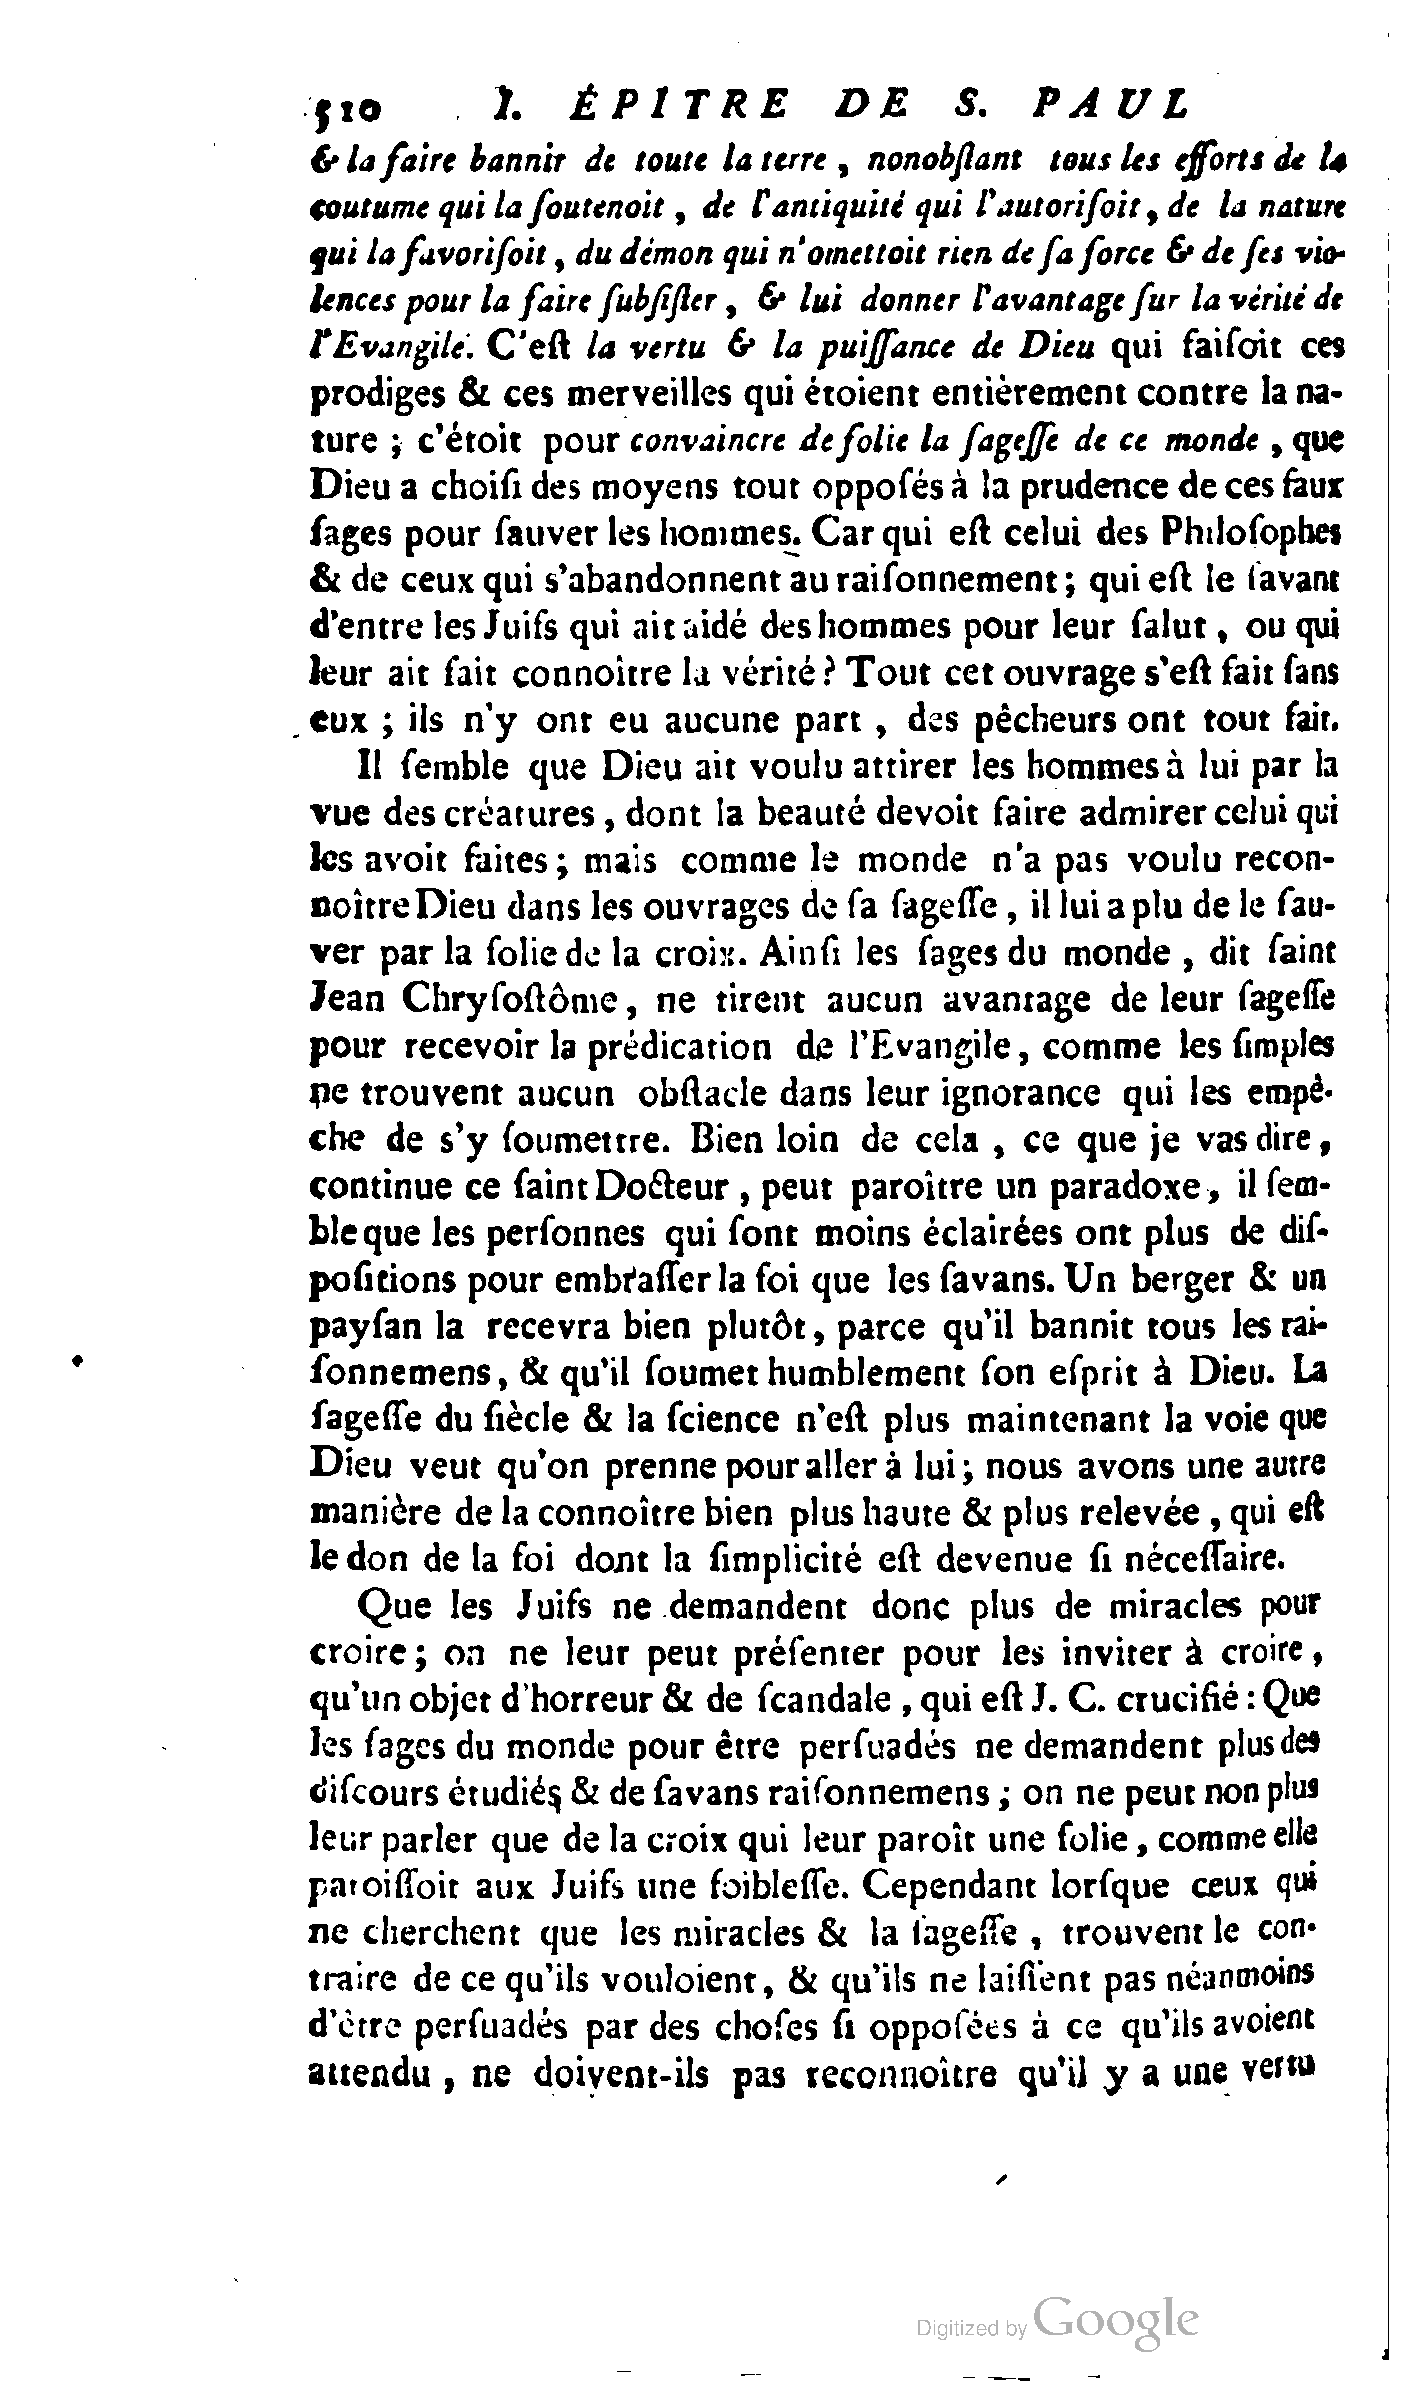 510 I. ÉPITRE DE S. PAUL
& la faire bannir de toute la terre, nonobſtant tous les efforts de la
coutume qui la ſoutenoit, de l'antiquité qui l'autoriſoit, de la nature
qui la favoriſoit, du démon qui n'omettoit rien de ſa force & de ſes vio-
lences pour la faire ſubſiſter, & lui donner l'avantage ſur la vérité de
l'Evangile. C'eſt la vertu & la puiſſance de Dieu qui faiſoit ces
prodiges & ces merveilles qui étoient entièrement contre la na-
ture ; c'étoit pour convaincre de folie la ſageſſe de ce monde, que
Dieu a choiſi des moyens tout oppoſés à la prudence de ces faux
ſages pour ſauver les hommes. Car qui eſt celui des Philoſophes
& de ceux qui s'abandonnent au raiſonnement ; qui eſt le ſavant
d'entre les Juifs qui ait aidé des hommes pour leur ſalut, ou qui
leur ait fait connoître la vérité ? Tout cet ouvrage s'eſt fait ſans
eux ; ils n'y ont eu aucune part, des pêcheurs ont tout fait.
Il ſemble que Dieu ait voulu attirer les hommes à lui par la
vue des créatures, dont la beauté devoit faire admirer celui qui
les avoit faites ; mais comme le monde n'a pas voulu recon-
noître Dieu dans les ouvrages de ſa ſageſſe, il lui a plu de le ſau-
ver par la folie de la croix. Ainſi les ſages du monde, dit ſaint
Jean Chryſoſtôme, ne tirent aucun avantage de leur ſageſſe
pour recevoir la prédication de l'Evangile, comme les ſimples
ne trouvent aucun obſtacle dans leur ignorance qui les empê-
che de s'y ſoumettre. Bien loin de cela, ce que je vas dire,
continue ce ſaint Docteur, peut paroître un paradoxe, il ſem-
ble que les perſonnes qui ſont moins éclairées ont plus de diſ-
poſitions pour embraſſer la foi que les ſavans. Un berger & un
payſan la recevra bien plutôt, parce qu'il bannit tous les rai-
ſonnemens, & qu'il ſoumet humblement ſon eſprit à Dieu. La
ſageſſe du ſiècle & la ſcience n'eſt plus maintenant la voie que
Dieu veut qu'on prenne pour aller à lui ; nous avons une autre
manière de la connoître bien plus haute & plus relevée, qui eſt
le don de la foi dont la ſimplicité eſt devenue ſi néceſſaire.
Que les Juifs ne demandent donc plus de miracles pour
croire ; on ne leur peut préſenter pour les inviter à croire,
qu'un objet d'horreur & de ſcandale, qui eſt J. C. crucifié : Que
les ſages du monde pour être perſuadés ne demandent plus des
diſcours étudiés & de ſavans raiſonnemens ; on ne peut non plus
leur parler que de la croix qui leur paroît une folie, comme elle
paroiſſoit aux Juifs une foibleſſe. Cependant lorſque ceux qui
ne cherchent que les miracles & la ſageſſe, trouvent le con-
traire de ce qu'ils vouloient, & qu'ils ne laiſſent pas néanmoins
d'être perſuadés par des choſes ſi oppoſées à ce qu'ils avoient
attendu, ne doivent-ils pas reconnoître qu'il y a une vertu
Digitized by Google